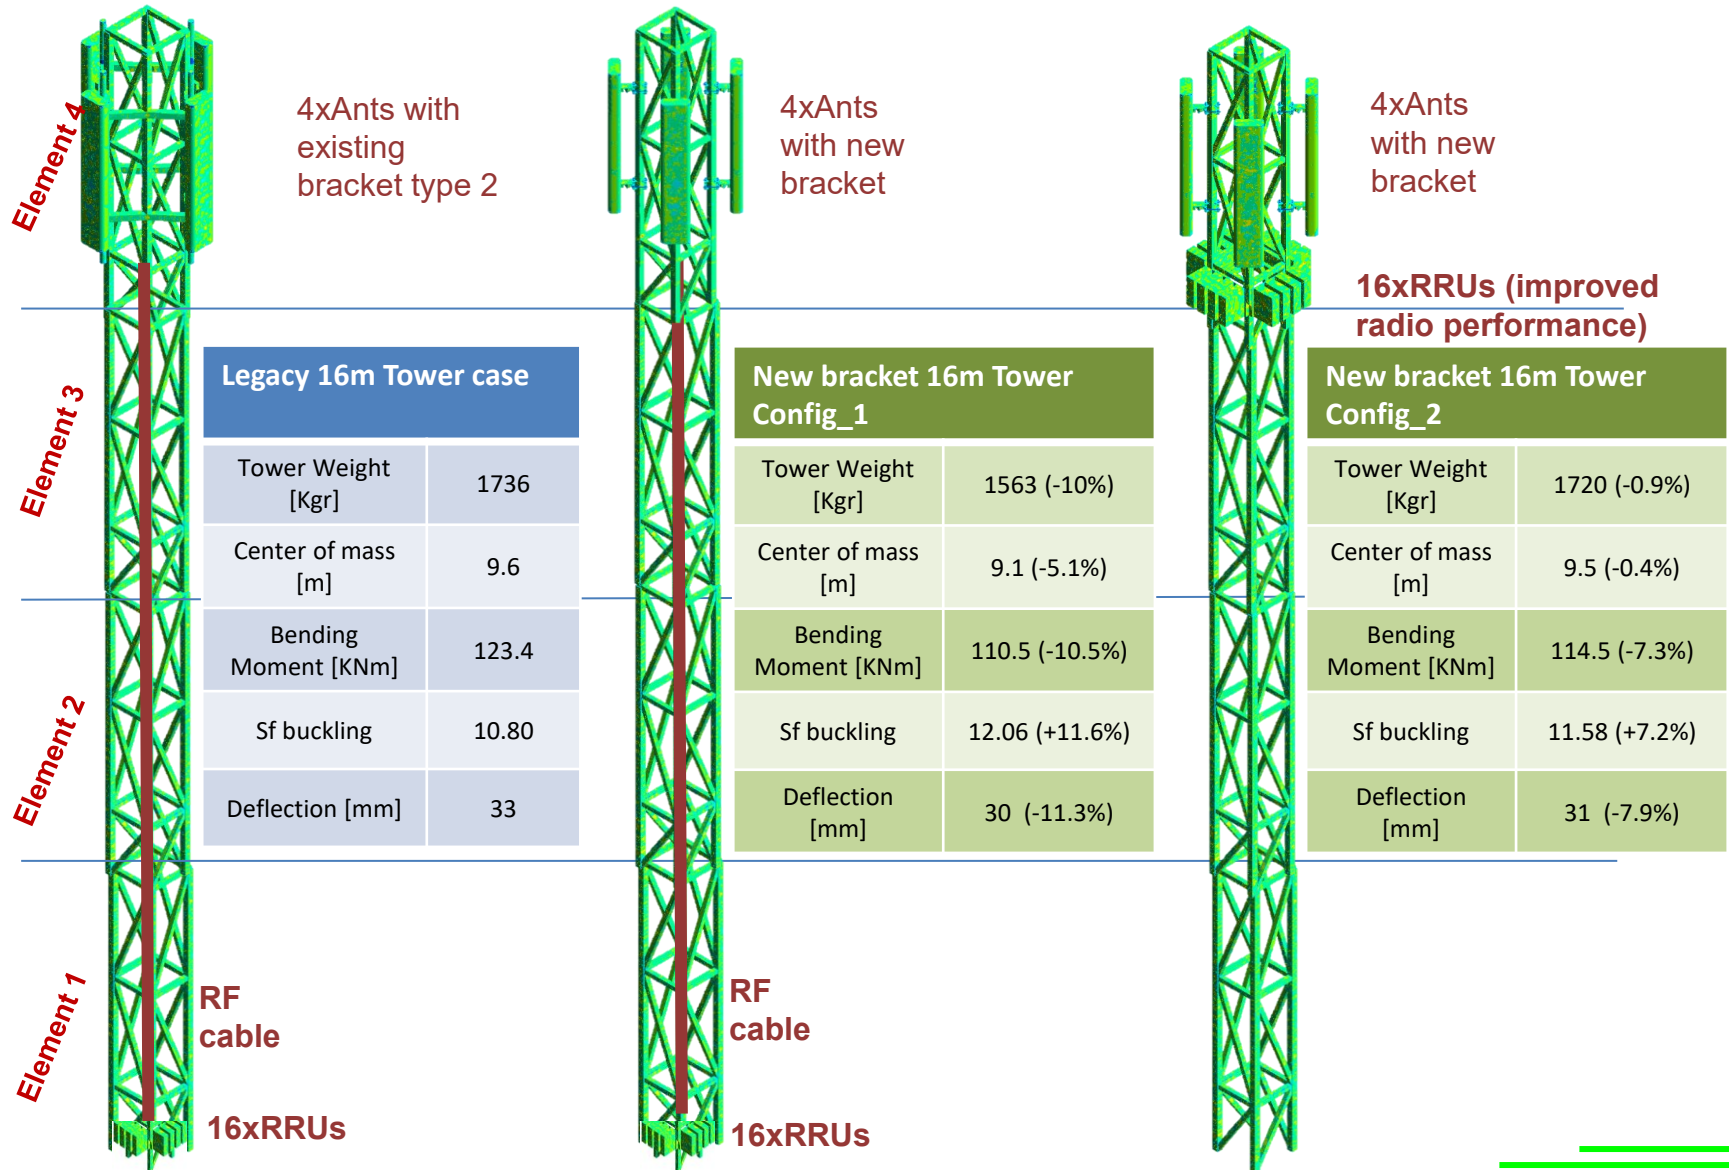 Element 4
4xAnts with
existing
bracket type 2
4xAnts
with new
bracket
4xAnts
with new
bracket
16xRRUs (improved
radio performance)
Element 3
Legacy 16m Tower case
Tower Weight
[Kgr]
1736
Center of mass
[m]
9.6
Bending
Moment [KNm]
123.4
Sf buckling
10.80
Deflection [mm]
33
New bracket 16m Tower
Config_1
Tower Weight
[Kgr]
1563 (-10%)
Center of mass
[m]
9.1 (-5.1%)
Bending
Moment [KNm]
110.5 (-10.5%)
Sf buckling
12.06 (+11.6%)
Deflection
[mm]
30  (-11.3%)
New bracket 16m Tower
Config_2
Tower Weight
[Kgr]
1720 (-0.9%)
Center of mass
[m]
9.5 (-0.4%)
Bending
Moment [KNm]
114.5 (-7.3%)
Sf buckling
11.58 (+7.2%)
Deflection
[mm]
31  (-7.9%)
Element 2
Element 1
RF
cable
16xRRUs
RF
cable
16xRRUs